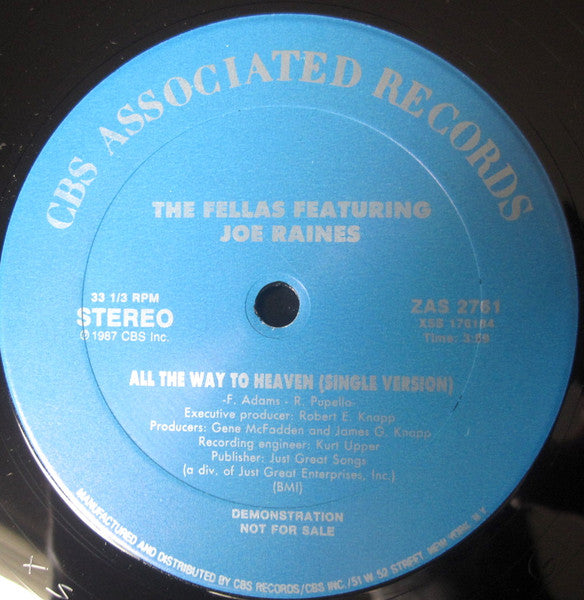 CBS ASSOCIATED RECORDS
THE FELLAS FEATURING
JOE RAINES
33 1/3 RPM
STEREO
℗ 1987 CBS Inc.
ZAS 2761
XSS 176164
Time: 3:59
ALL THE WAY TO HEAVEN (SINGLE VERSION)
-F. Adams - R. Pupello-
Executive producer: Robert E. Knapp
Producers: Gene McFadden and James G. Knapp
Recording engineer: Kurt Upper
Publisher: Just Great Songs
(a div. of Just Great Enterprises, Inc.)
(BMI)
DEMONSTRATION
NOT FOR SALE
MANUFACTURED AND DISTRIBUTED BY CBS RECORDS/CBS INC./51 W 52 STREET, NEW YORK, N.Y.